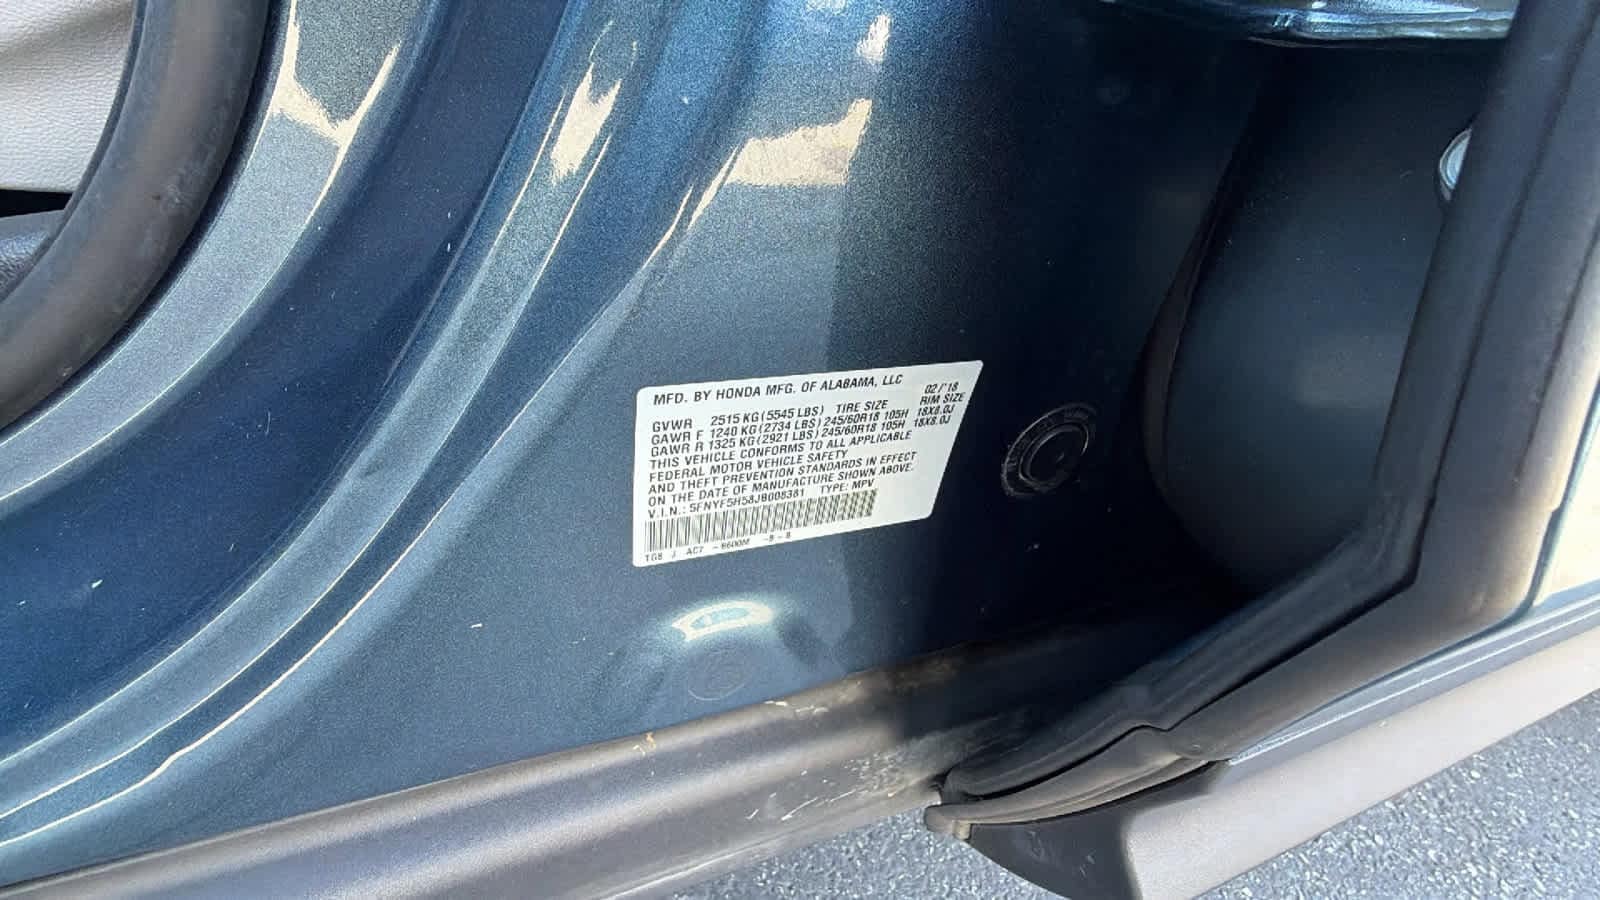 MFD. BY HONDA MFG. OF ALABAMA, LLC 02/'18
GVWR 2515 KG (5545 LBS) TIRE SIZE RIM SIZE
GAWR F 1240 KG (2734 LBS) 245/60R18 105H 18X8.0J
GAWR R 1325 KG (2921 LBS) 245/60R18 105H 18X8.0J
THIS VEHICLE CONFORMS TO ALL APPLICABLE
FEDERAL MOTOR VEHICLE SAFETY
AND THEFT PREVENTION STANDARDS IN EFFECT
ON THE DATE OF MANUFACTURE SHOWN ABOVE.
V.I.N.: 5FNYF5H58JB008381 TYPE: MPV
TG8 J AC7 - B600M -B-B